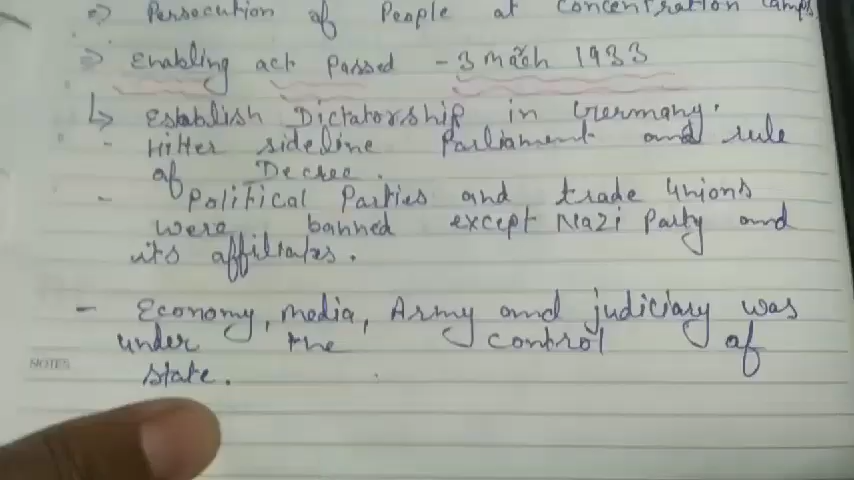 ⇒ Persecution of People at Concentration Camps
⇒ Enabling act Passed - 3 March 1933
↳ Establish Dictatorship in Germany.
- Hitler sideline Parliament and rule
of Decree.
- Political Parties and trade Unions
were banned except Nazi Party and
its affiliates.
- Economy, media, Army and judiciary was
under the control of
NOTES
state.